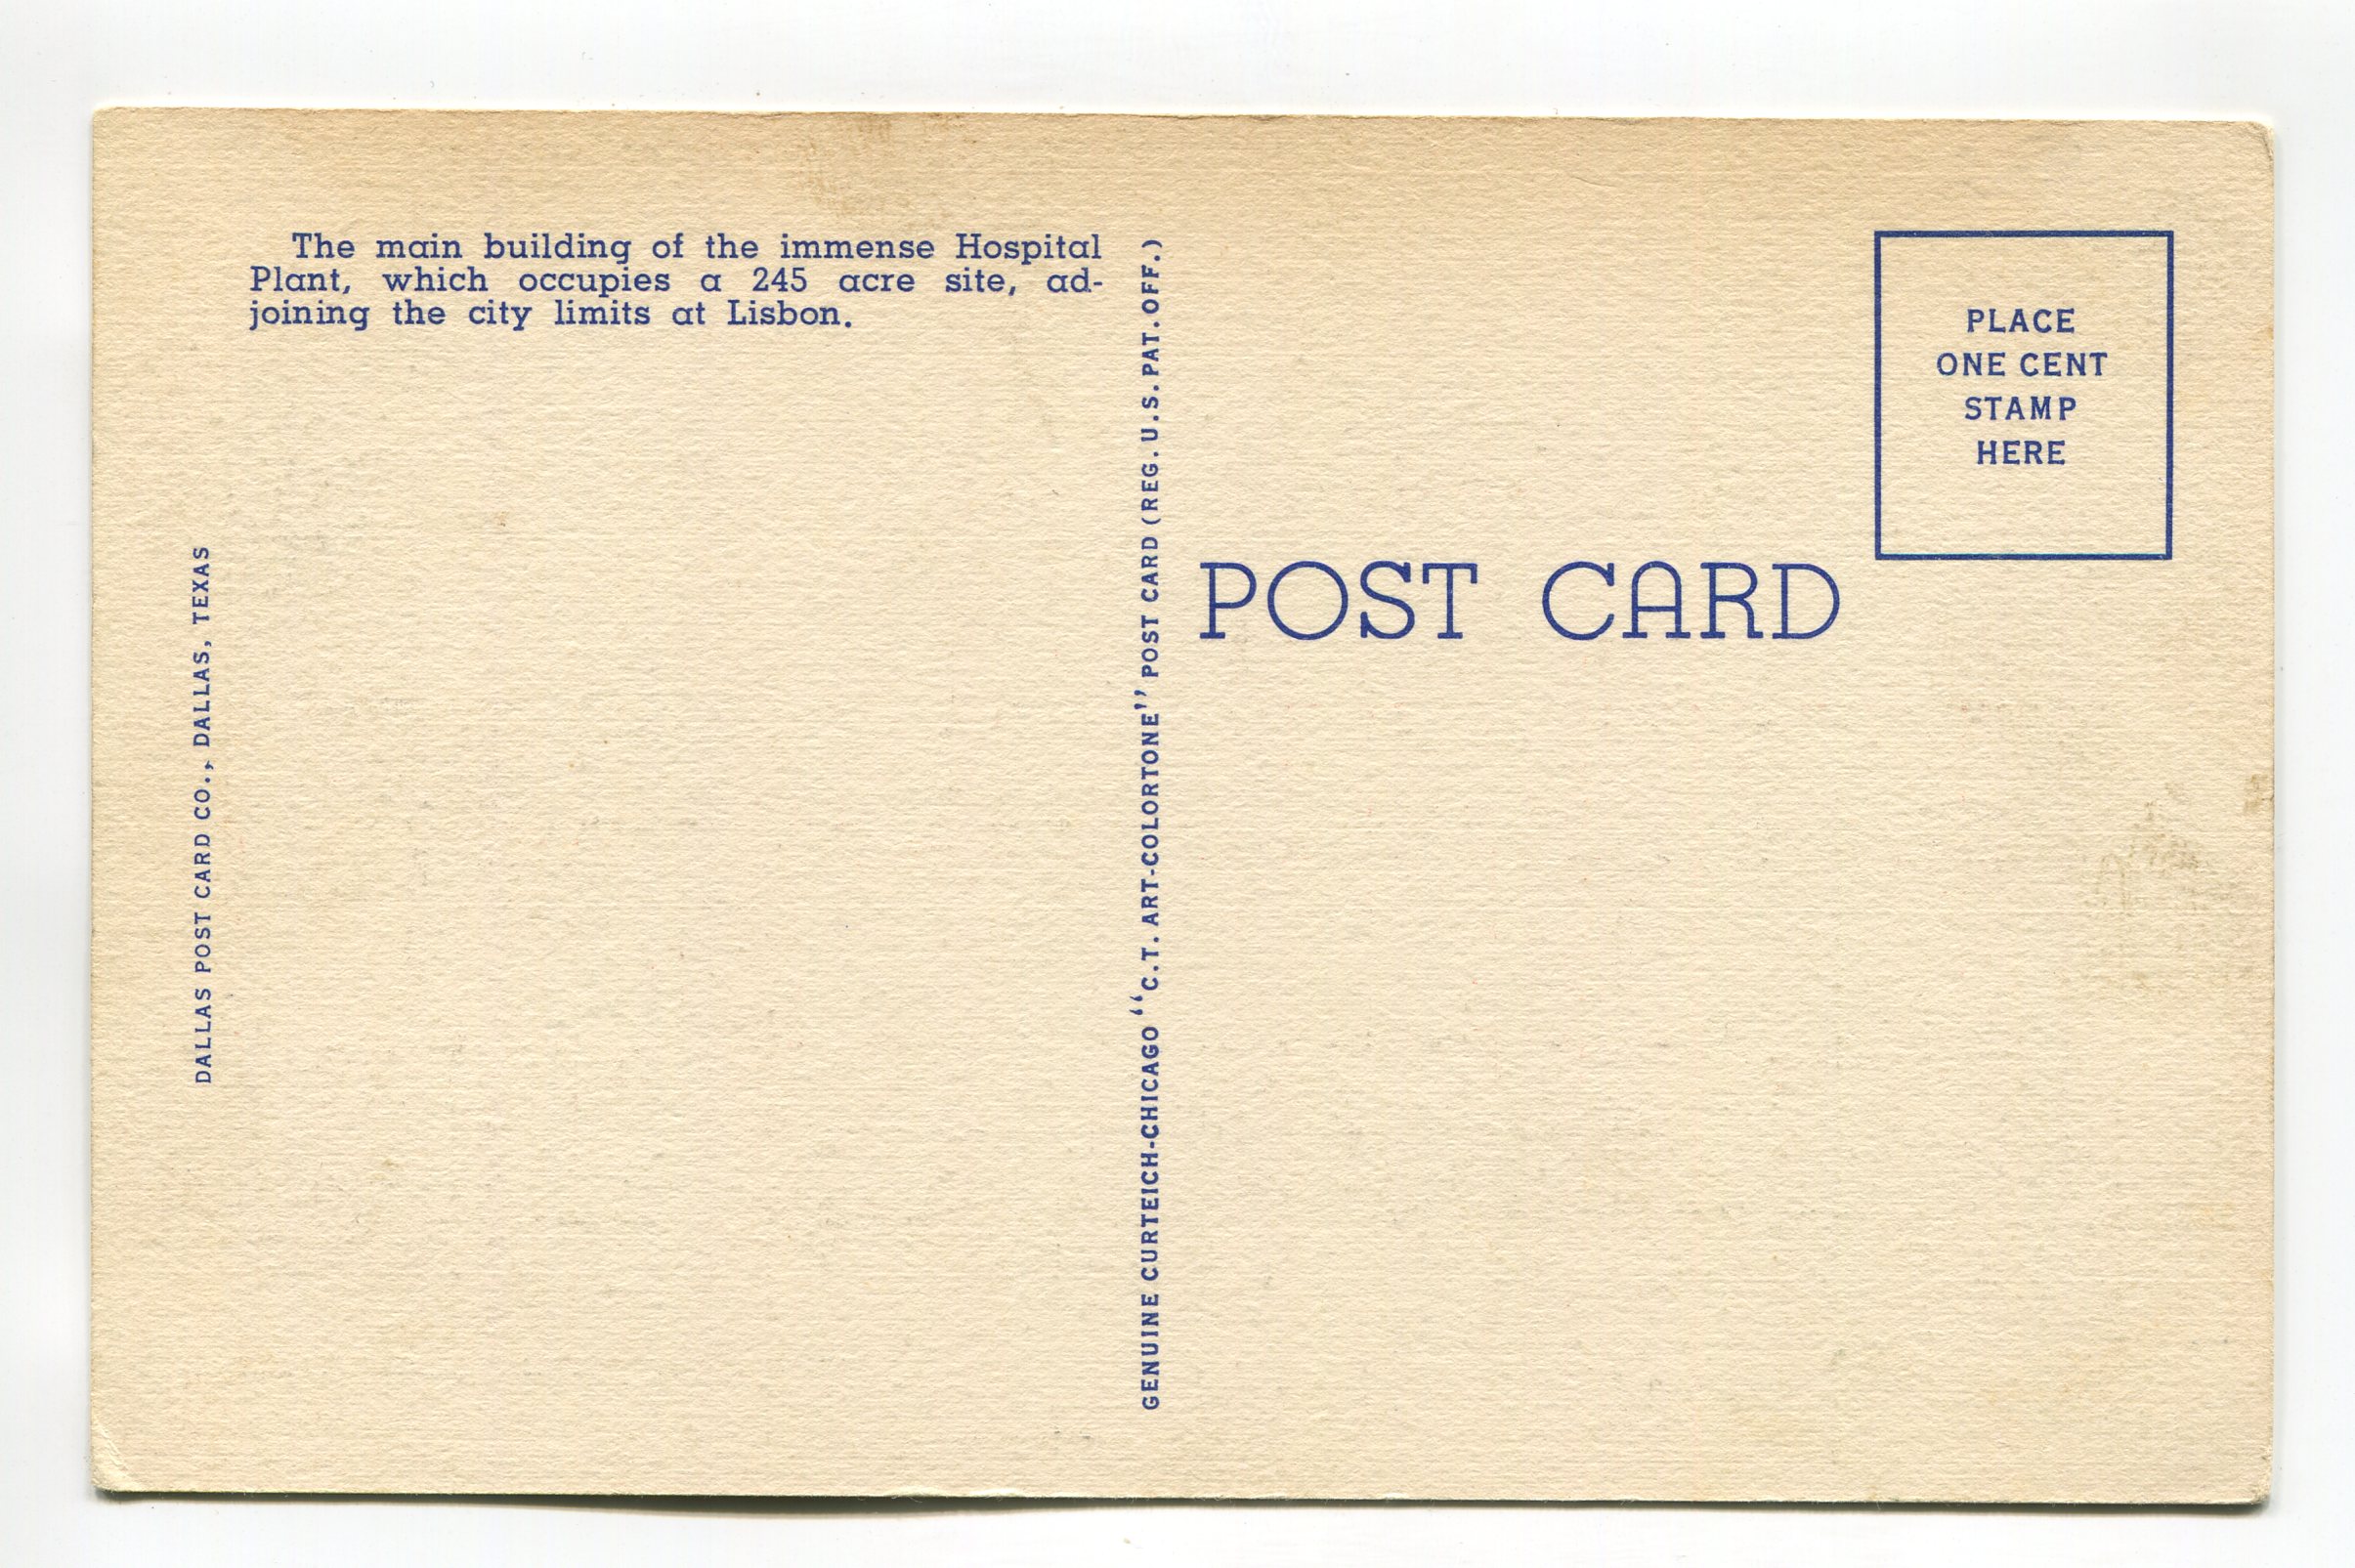 The main building of the immense Hospital
Plant, which occupies a 245 acre site, ad-
joining the city limits at Lisbon.
DALLAS POST CARD CO., DALLAS, TEXAS
GENUINE CURTEICH-CHICAGO "C.T. ART-COLORTONE" POST CARD (REG. U.S. PAT. OFF.)
POST CARD
PLACE
ONE CENT
STAMP
HERE